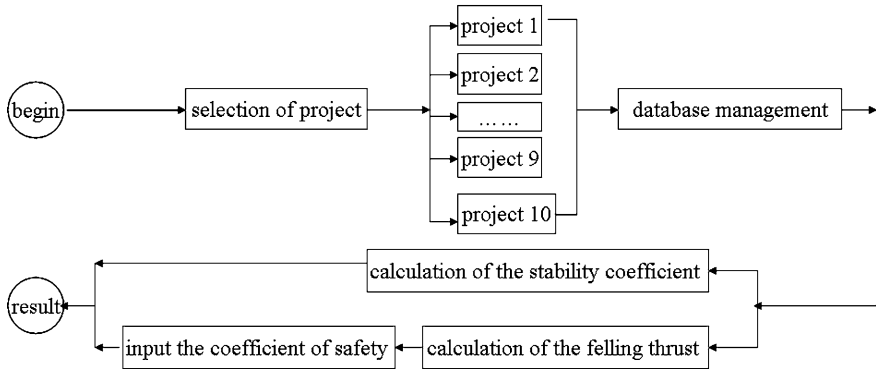 begin
selection of project
project 1
project 2
……
project 9
project 10
database management
calculation of the stability coefficient
result
input the coefficient of safety
calculation of the felling thrust